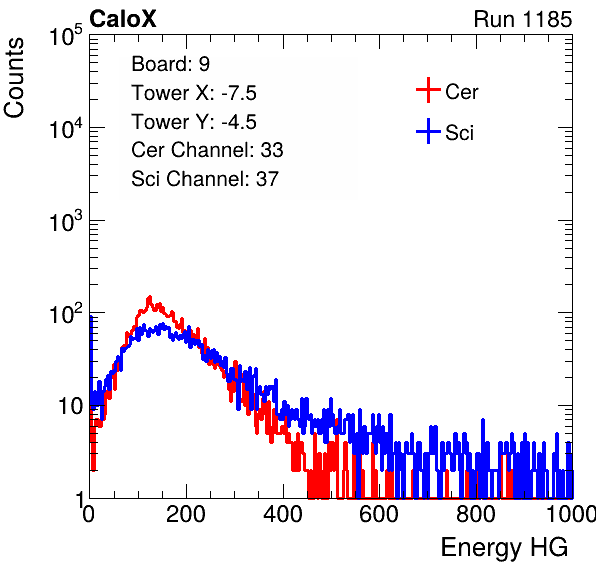 CaloX Run 1185
Counts
10^5
10^4
10^3
10^2
10
1
Board: 9
Tower X: -7.5
Tower Y: -4.5
Cer Channel: 33
Sci Channel: 37
Cer
Sci
0 200 400 600 800 1000
Energy HG